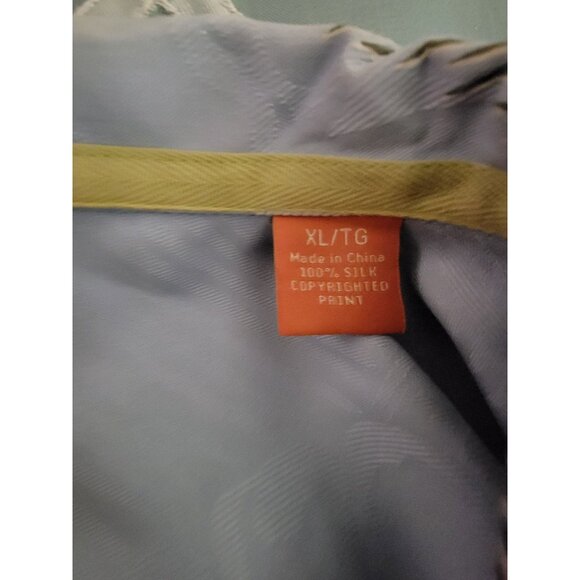 XL/TG
Made in China
100% SILK
COPYRIGHTED
PRINT